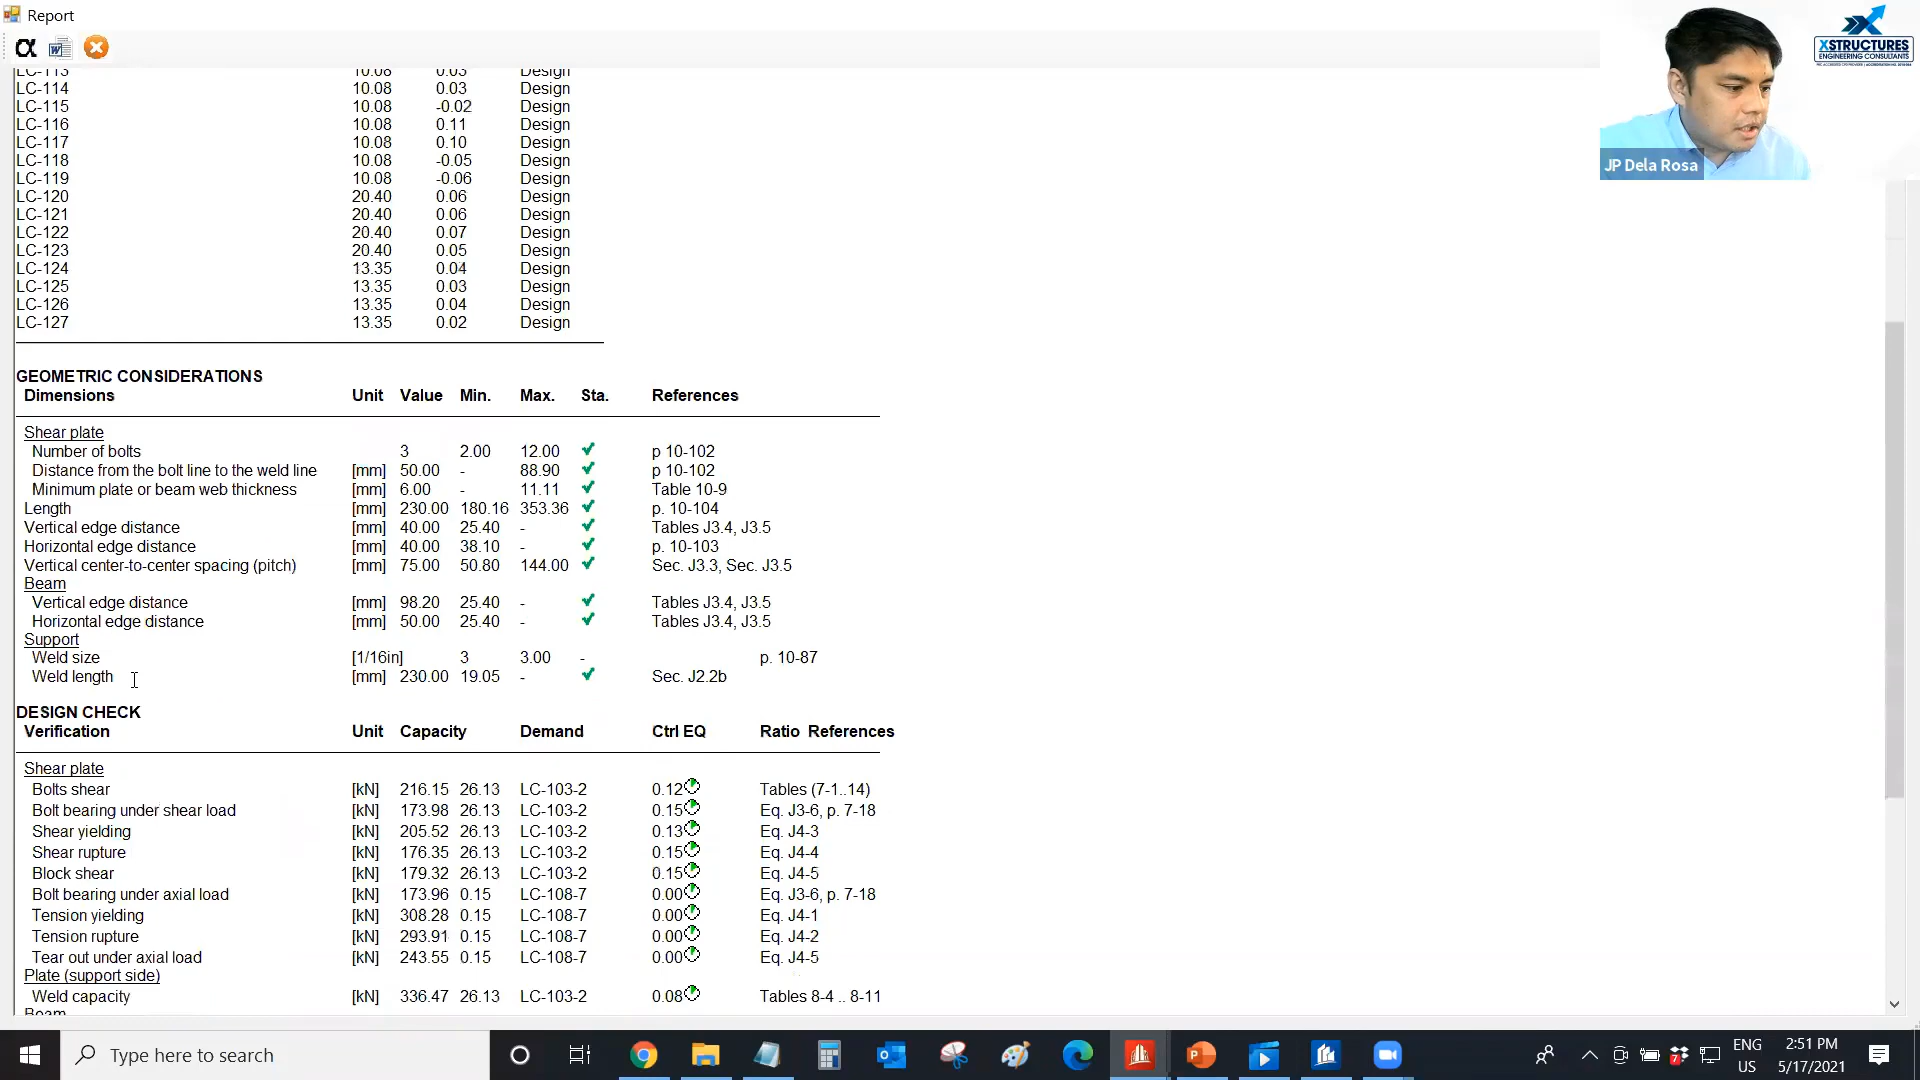 Report
XSTRUCTURES
ENGINEERING CONSULTANTS
JP Dela Rosa
LC-113 10.08 0.03 Design
LC-114 10.08 0.03 Design
LC-115 10.08 -0.02 Design
LC-116 10.08 0.11 Design
LC-117 10.08 0.10 Design
LC-118 10.08 -0.05 Design
LC-119 10.08 -0.06 Design
LC-120 20.40 0.06 Design
LC-121 20.40 0.06 Design
LC-122 20.40 0.07 Design
LC-123 20.40 0.05 Design
LC-124 13.35 0.04 Design
LC-125 13.35 0.03 Design
LC-126 13.35 0.04 Design
LC-127 13.35 0.02 Design
GEOMETRIC CONSIDERATIONS
Dimensions Unit Value Min. Max. Sta. References
Shear plate
Number of bolts 3 2.00 12.00 p 10-102
Distance from the bolt line to the weld line [mm] 50.00 - 88.90 p 10-102
Minimum plate or beam web thickness [mm] 6.00 - 11.11 Table 10-9
Length [mm] 230.00 180.16 353.36 p. 10-104
Vertical edge distance [mm] 40.00 25.40 - Tables J3.4, J3.5
Horizontal edge distance [mm] 40.00 38.10 - p. 10-103
Vertical center-to-center spacing (pitch) [mm] 75.00 50.80 144.00 Sec. J3.3, Sec. J3.5
Beam
Vertical edge distance [mm] 98.20 25.40 - Tables J3.4, J3.5
Horizontal edge distance [mm] 50.00 25.40 - Tables J3.4, J3.5
Support
Weld size [1/16in] 3 3.00 - p. 10-87
Weld length [mm] 230.00 19.05 - Sec. J2.2b
DESIGN CHECK
Verification Unit Capacity Demand Ctrl EQ Ratio References
Shear plate
Bolts shear [kN] 216.15 26.13 LC-103-2 0.12 Tables (7-1..14)
Bolt bearing under shear load [kN] 173.98 26.13 LC-103-2 0.15 Eq. J3-6, p. 7-18
Shear yielding [kN] 205.52 26.13 LC-103-2 0.13 Eq. J4-3
Shear rupture [kN] 176.35 26.13 LC-103-2 0.15 Eq. J4-4
Block shear [kN] 179.32 26.13 LC-103-2 0.15 Eq. J4-5
Bolt bearing under axial load [kN] 173.96 0.15 LC-108-7 0.00 Eq. J3-6, p. 7-18
Tension yielding [kN] 308.28 0.15 LC-108-7 0.00 Eq. J4-1
Tension rupture [kN] 293.91 0.15 LC-108-7 0.00 Eq. J4-2
Tear out under axial load [kN] 243.55 0.15 LC-108-7 0.00 Eq. J4-5
Plate (support side)
Weld capacity [kN] 336.47 26.13 LC-103-2 0.08 Tables 8-4 .. 8-11
Beam
Type here to search
ENG
US
2:51 PM
5/17/2021